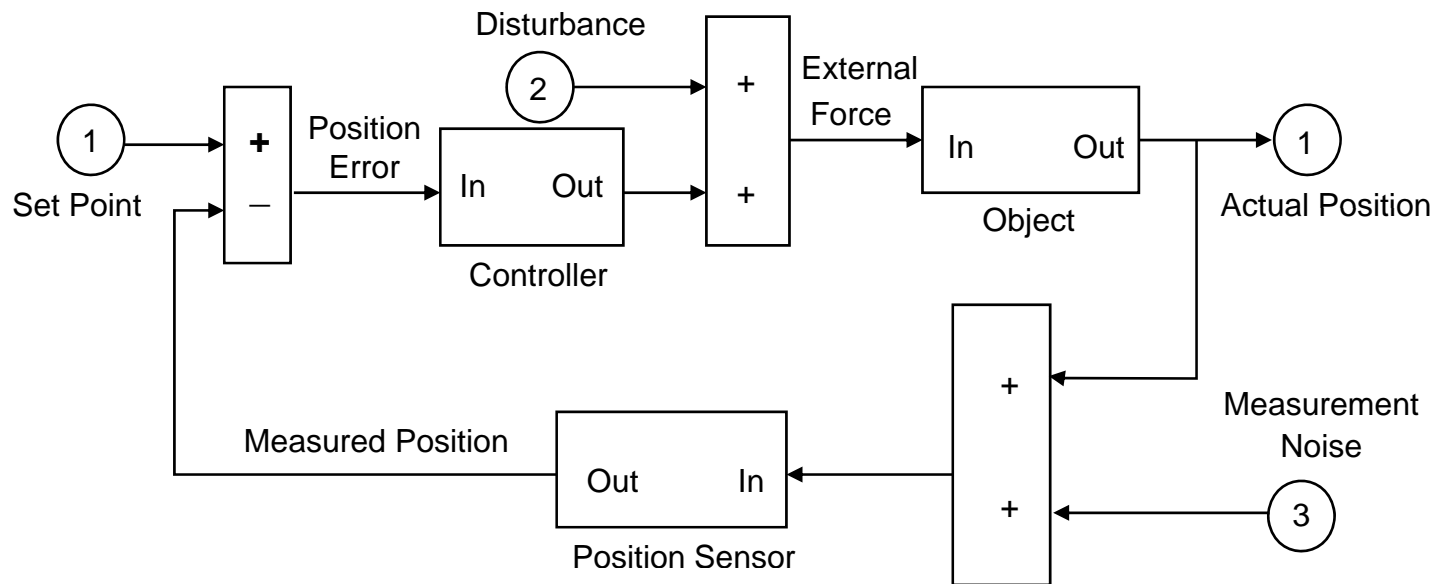 Disturbance
2
+
External
Force
1
Set Point
+
−
Position
Error
In Out
Controller
+
In Out
Object
1
Actual Position
+
+
Measurement
Noise
3
Measured Position
Out In
Position Sensor